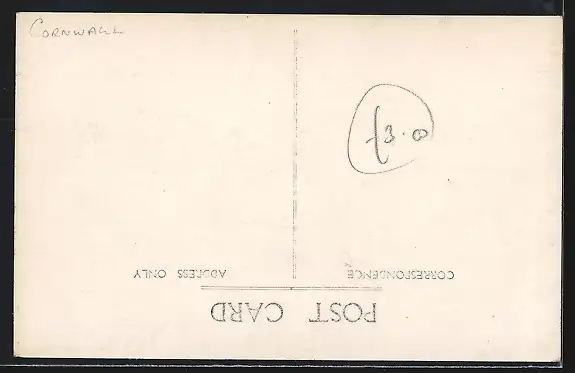 CORNWALL
£3.00
ADDRESS ONLY
CORRESPONDENCE
POST CARD